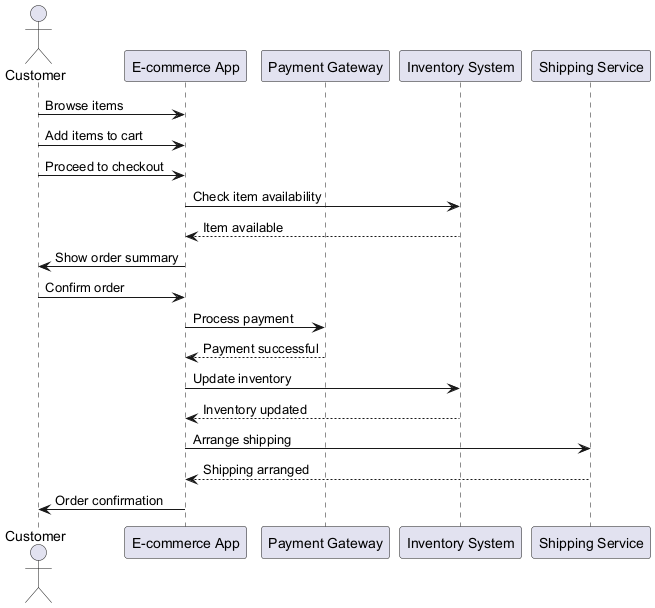 Customer
E-commerce App
Payment Gateway
Inventory System
Shipping Service
Browse items
Add items to cart
Proceed to checkout
Check item availability
Item available
Show order summary
Confirm order
Process payment
Payment successful
Update inventory
Inventory updated
Arrange shipping
Shipping arranged
Order confirmation
Customer
E-commerce App
Payment Gateway
Inventory System
Shipping Service